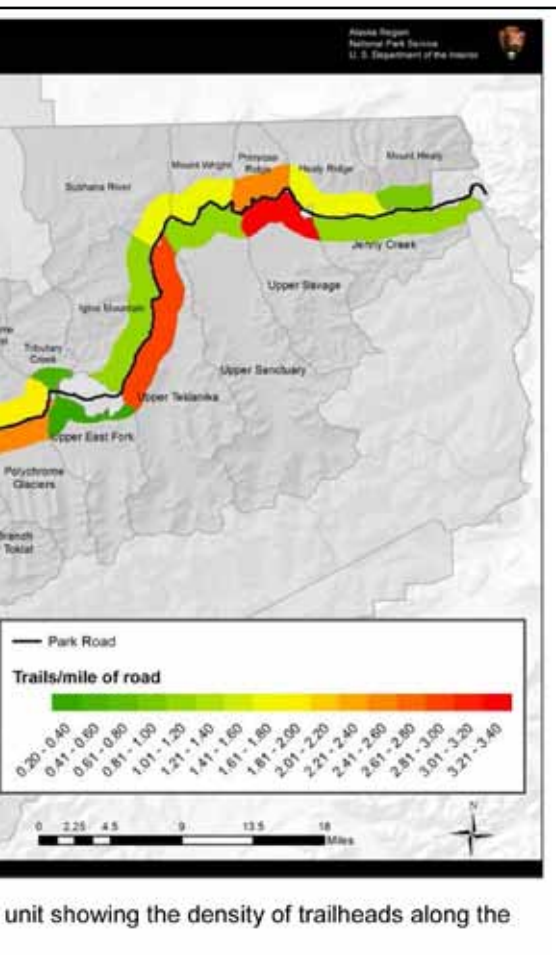 Alaska Region
National Park Service
U. S. Department of the Interior
Primrose
Ridge
Mount Wright
Healy Ridge
Mount Healy
Sushana River
Jenny Creek
Upper Savage
Igloo Mountain
Tributary
Creek
Upper Sanctuary
Upper Teklanika
Upper East Fork
Polychrome
Glaciers
Branch
Toklat
Park Road
Trails/mile of road
0.20 - 0.40
0.41 - 0.60
0.61 - 0.80
0.81 - 1.00
1.01 - 1.20
1.21 - 1.40
1.41 - 1.60
1.61 - 1.80
1.81 - 2.00
2.01 - 2.20
2.21 - 2.40
2.41 - 2.60
2.61 - 2.80
2.81 - 3.00
3.01 - 3.20
3.21 - 3.40
N
0 2.25 4.5 9 13.5 18
Miles
unit showing the density of trailheads along the